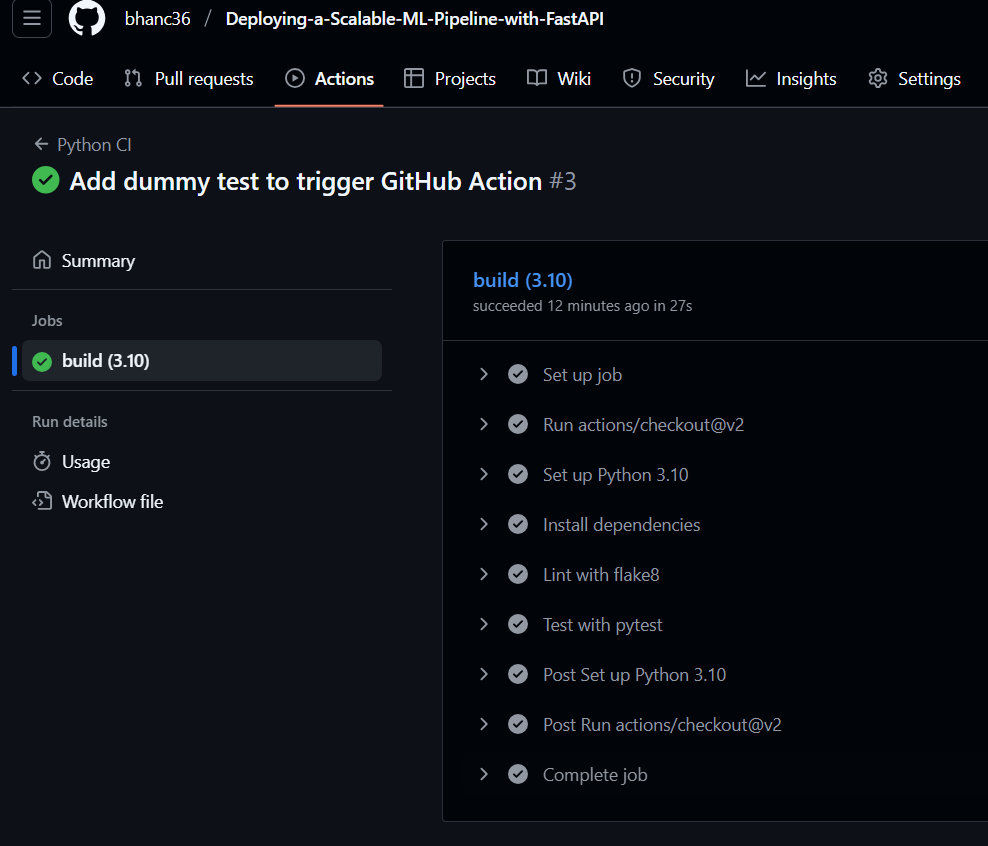 bhanc36 / Deploying-a-Scalable-ML-Pipeline-with-FastAPI
Code Pull requests Actions Projects Wiki Security Insights Settings
Python CI
Add dummy test to trigger GitHub Action #3
Summary
Jobs
build (3.10)
Run details
Usage
Workflow file
build (3.10)
succeeded 12 minutes ago in 27s
Set up job
Run actions/checkout@v2
Set up Python 3.10
Install dependencies
Lint with flake8
Test with pytest
Post Set up Python 3.10
Post Run actions/checkout@v2
Complete job